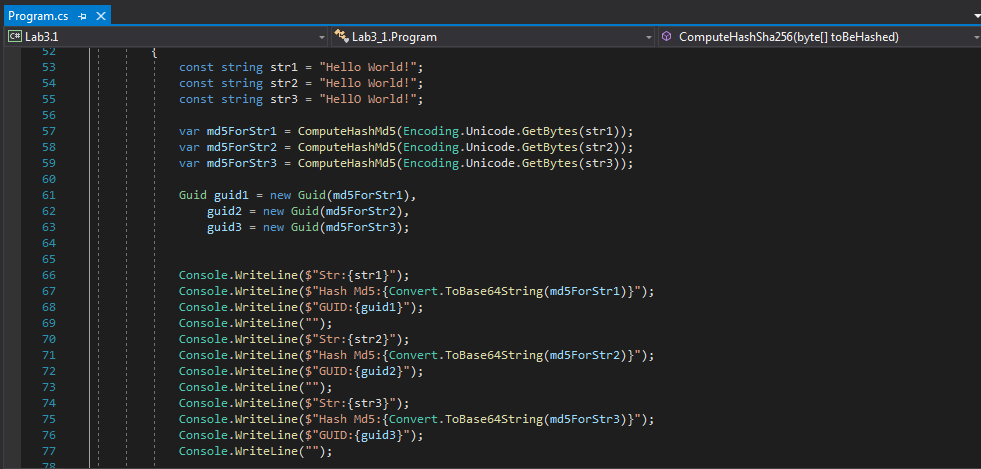 Program.cs
C# Lab3.1
Lab3_1.Program
ComputeHashSha256(byte[] toBeHashed)
52 {
53 const string str1 = "Hello World!";
54 const string str2 = "Hello World!";
55 const string str3 = "HellO World!";
56
57 var md5ForStr1 = ComputeHashMd5(Encoding.Unicode.GetBytes(str1));
58 var md5ForStr2 = ComputeHashMd5(Encoding.Unicode.GetBytes(str2));
59 var md5ForStr3 = ComputeHashMd5(Encoding.Unicode.GetBytes(str3));
60
61 Guid guid1 = new Guid(md5ForStr1),
62 guid2 = new Guid(md5ForStr2),
63 guid3 = new Guid(md5ForStr3);
64
65
66 Console.WriteLine($"Str:{str1}");
67 Console.WriteLine($"Hash Md5:{Convert.ToBase64String(md5ForStr1)}");
68 Console.WriteLine($"GUID:{guid1}");
69 Console.WriteLine("");
70 Console.WriteLine($"Str:{str2}");
71 Console.WriteLine($"Hash Md5:{Convert.ToBase64String(md5ForStr2)}");
72 Console.WriteLine($"GUID:{guid2}");
73 Console.WriteLine("");
74 Console.WriteLine($"Str:{str3}");
75 Console.WriteLine($"Hash Md5:{Convert.ToBase64String(md5ForStr3)}");
76 Console.WriteLine($"GUID:{guid3}");
77 Console.WriteLine("");
78